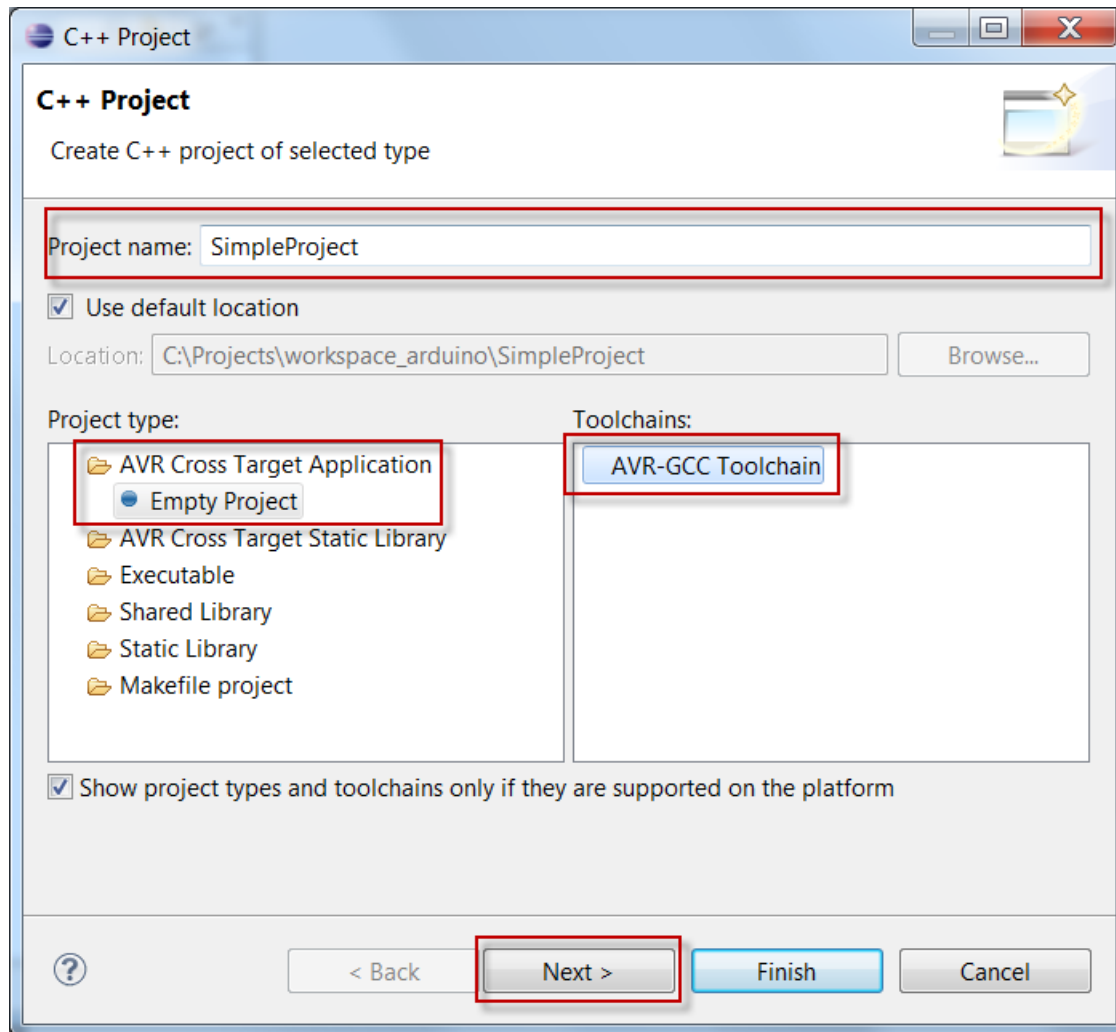 C++ Project
C++ Project
Create C++ project of selected type
Project name: SimpleProject
Use default location
Location: C:\Projects\workspace_arduino\SimpleProject Browse...
Project type: Toolchains:
AVR Cross Target Application AVR-GCC Toolchain
Empty Project
AVR Cross Target Static Library
Executable
Shared Library
Static Library
Makefile project
Show project types and toolchains only if they are supported on the platform
? < Back Next > Finish Cancel